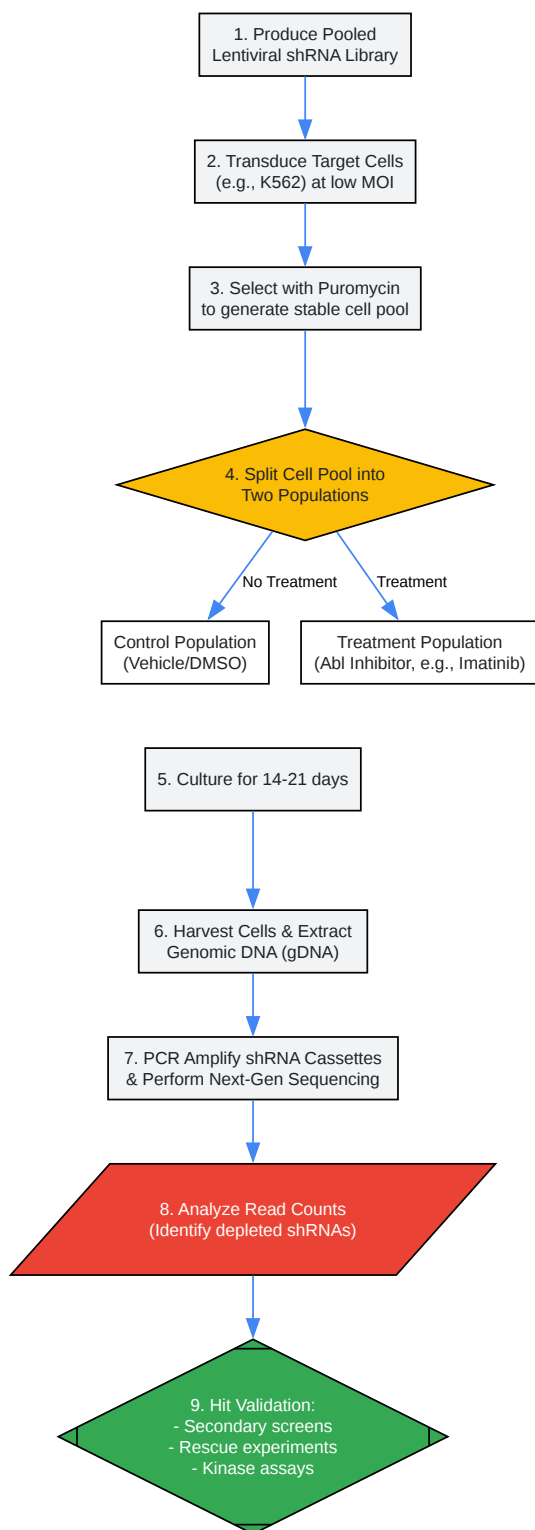 1. Produce Pooled
Lentiviral shRNA Library
2. Transduce Target Cells
(e.g., K562) at low MOI
3. Select with Puromycin
to generate stable cell pool
4. Split Cell Pool into
Two Populations
No Treatment
Treatment
Control Population
(Vehicle/DMSO)
Treatment Population
(Abl Inhibitor, e.g., Imatinib)
5. Culture for 14-21 days
6. Harvest Cells & Extract
Genomic DNA (gDNA)
7. PCR Amplify shRNA Cassettes
& Perform Next-Gen Sequencing
8. Analyze Read Counts
(Identify depleted shRNAs)
9. Hit Validation:
- Secondary screens
- Rescue experiments
- Kinase assays